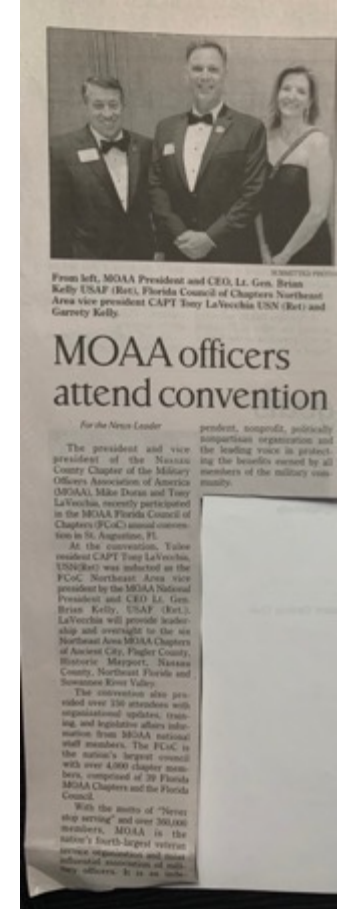 SUBMITTED PHOTO
From left, MOAA President and CEO, Lt. Gen. Brian
Kelly USAF (Ret), Florida Council of Chapters Northeast
Area vice president CAPT Tony LaVecchia USN (Ret) and
Garrety Kelly.
MOAA officers
attend convention
For the News-Leader
The president and vice
president of the Nassau
County Chapter of the Military
Officers Association of America
(MOAA), Mike Doran and Tony
LaVecchia, recently participated
in the MOAA Florida Council of
Chapters (FCoC) annual conven-
tion in St. Augustine, Fl.
At the convention, Yulee
resident CAPT Tony LaVecchia,
USN(Ret) was inducted as the
FCoC Northeast Area vice
president by the MOAA National
President and CEO Lt. Gen.
Brian Kelly, USAF (Ret.).
LaVecchia will provide leader-
ship and oversight to the six
Northeast Area MOAA Chapters
of Ancient City, Flagler County,
Historic Mayport, Nassau
County, Northeast Florida and
Suwannee River Valley.
The convention also pro-
vided over 150 attendees with
organizational updates, train-
ing, and legislative affairs infor-
mation from MOAA national
staff members. The FCoC is
the nation's largest council
with over 4,000 chapter mem-
bers, comprised of 39 Florida
MOAA Chapters and the Florida
Council.
With the motto of "Never
stop serving" and over 360,000
members, MOAA is the
nation's fourth-largest veteran
service organization and most
influential association of mili-
tary officers. It is an inde-
pendent, nonprofit, politically
nonpartisan organization and
the leading voice in protect-
ing the benefits earned by all
members of the military com-
munity.